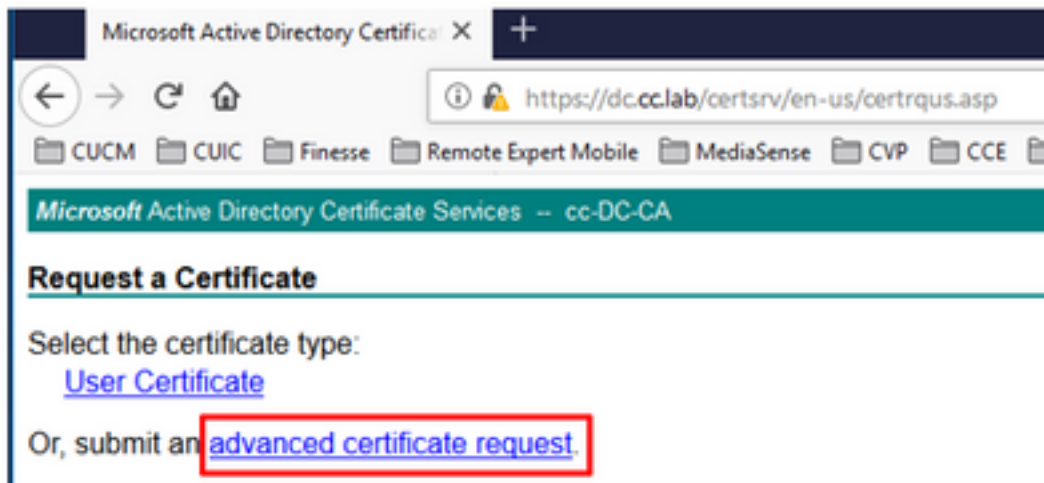 Microsoft Active Directory Certifica
https://dc.cc.lab/certsrv/en-us/certrqus.asp
CUCM CUIC Finesse Remote Expert Mobile MediaSense CVP CCE
Microsoft Active Directory Certificate Services -- cc-DC-CA
Request a Certificate
Select the certificate type:
User Certificate
Or, submit an advanced certificate request.